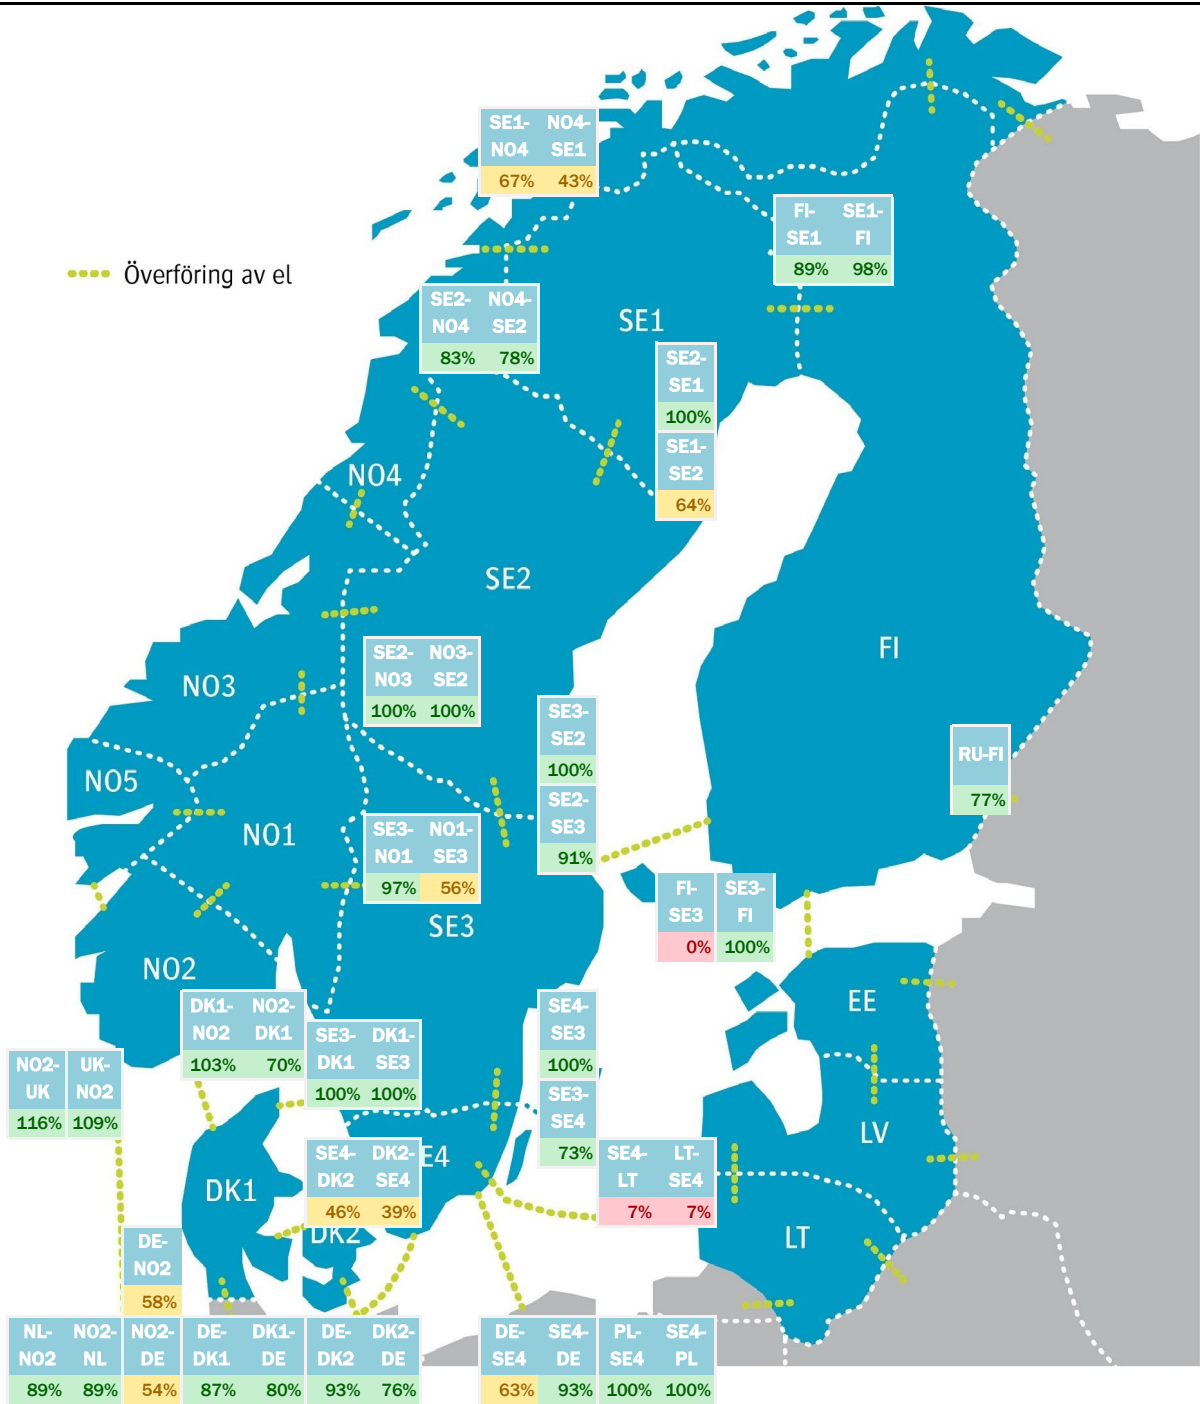 SE1- NO4-
NO4 SE1
67% 43%
FI- SE1-
SE1 FI
89% 98%
Överföring av el
SE2- NO4-
NO4 SE2
83% 78%
SE1
SE2-
SE1
100%
SE1-
SE2
64%
NO4
SE2
FI
SE2- NO3-
NO3 SE2
100% 100%
NO3
SE3-
SE2
100%
SE2-
SE3
91%
RU-FI
77%
NO5
NO1
SE3- NO1-
NO1 SE3
97% 56%
FI- SE3-
SE3 FI
0% 100%
SE3
NO2
EE
DK1- NO2-
NO2 DK1
103% 70%
SE3- DK1-
DK1 SE3
100% 100%
SE4-
SE3
100%
SE3-
SE4
73%
NO2- UK-
UK NO2
116% 109%
LV
SE4- DK2-
DK2 SE4
46% 39%
E4
SE4- LT-
LT SE4
7% 7%
DK1
DK2
LT
DE-
NO2
58%
NL- NO2- NO2- DE- DK1- DE- DK2- DE- SE4- PL- SE4-
NO2 NL DE DK1 DE DK2 DE SE4 DE SE4 PL
89% 89% 54% 87% 80% 93% 76% 63% 93% 100% 100%